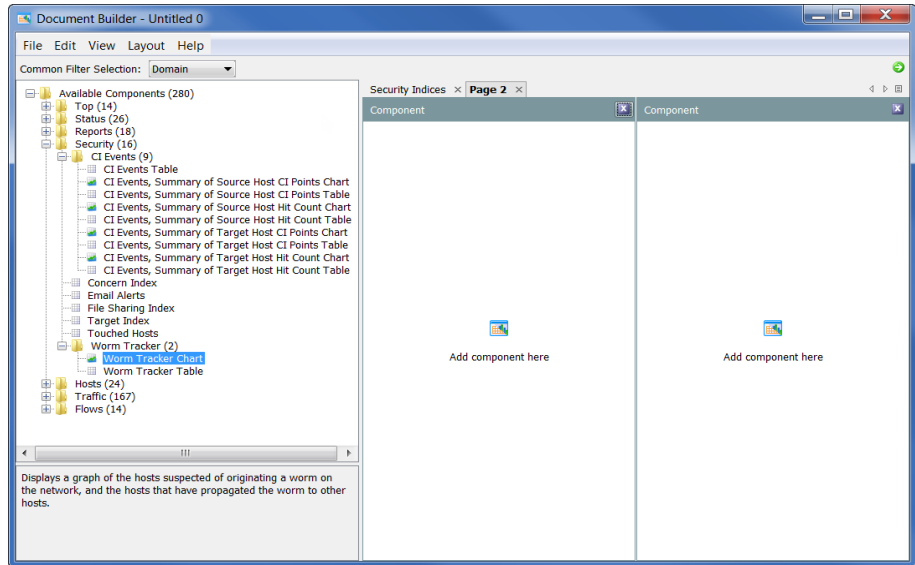 Document Builder - Untitled 0
File Edit View Layout Help
Common Filter Selection: Domain
Available Components (280)
Top (14)
Status (26)
Reports (18)
Security (16)
CI Events (9)
CI Events Table
CI Events, Summary of Source Host CI Points Chart
CI Events, Summary of Source Host CI Points Table
CI Events, Summary of Source Host Hit Count Chart
CI Events, Summary of Source Host Hit Count Table
CI Events, Summary of Target Host CI Points Chart
CI Events, Summary of Target Host CI Points Table
CI Events, Summary of Target Host Hit Count Chart
CI Events, Summary of Target Host Hit Count Table
Concern Index
Email Alerts
File Sharing Index
Target Index
Touched Hosts
Worm Tracker (2)
Worm Tracker Chart
Worm Tracker Table
Hosts (24)
Traffic (167)
Flows (14)
Displays a graph of the hosts suspected of originating a worm on
the network, and the hosts that have propagated the worm to other
hosts.
Security Indices Page 2
Component
Add component here
Component
Add component here